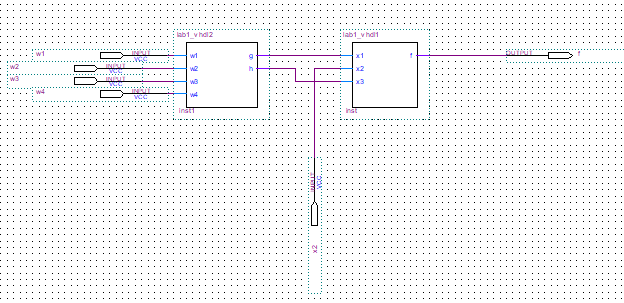 lab1_vhdl2
lab1_vhdl1
w1
INPUT
VCC
w1
g
x1
f
OUTPUT
f
w2
INPUT
VCC
w2
h
x2
w3
INPUT
VCC
w3
x3
w4
INPUT
VCC
w4
inst1
inst
INPUT
VCC
x2